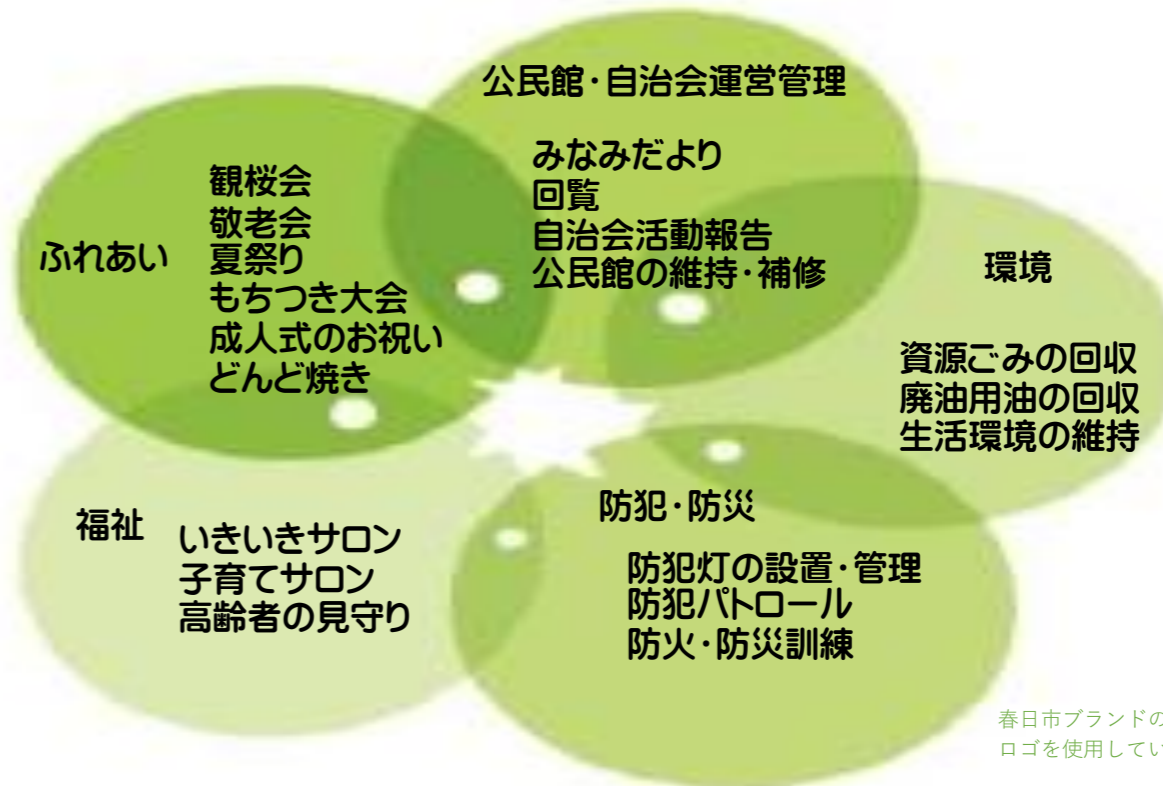 公民館・自治会運営管理
みなみだより
回覧
自治会活動報告
公民館の維持・補修
ふれあい
観桜会
敬老会
夏祭り
もちつき大会
成人式のお祝い
どんど焼き
環境
資源ごみの回収
廃油用油の回収
生活環境の維持
福祉
いきいきサロン
子育てサロン
高齢者の見守り
防犯・防災
防犯灯の設置・管理
防犯パトロール
防火・防災訓練
春日市ブランドの
ロゴを使用してい